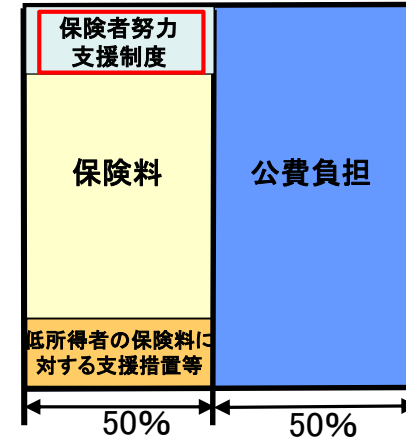 保険者努力
支援制度
保険料
公費負担
低所得者の保険料に
対する支援措置等
50%
50%